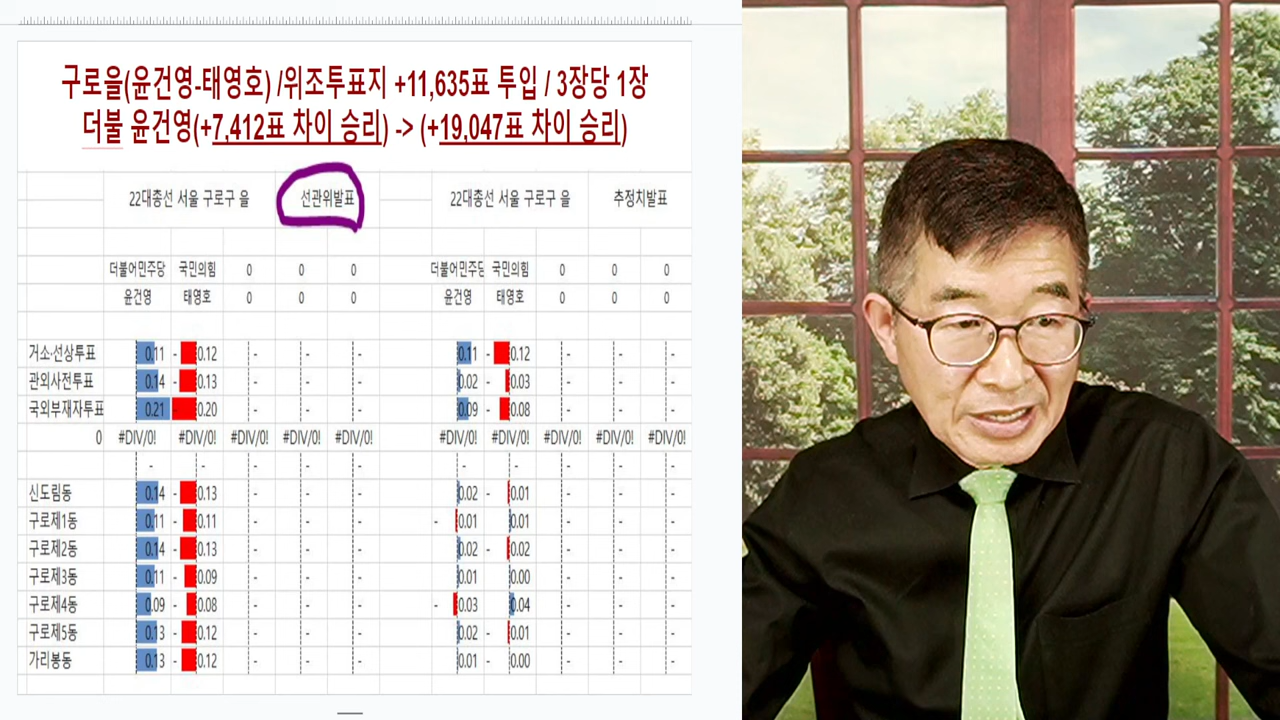 구로을(윤건영-태영호) /위조투표지 +11,635표 투입 / 3장당 1장
더불 윤건영(+7,412표 차이 승리) -> (+19,047표 차이 승리)
22대총선 서울 구로구 을 선관위발표 22대총선 서울 구로구 을 추정치발표
더불어민주당 국민의힘 0 0 0 더불어민주당 국민의힘 0 0 0
윤건영 태영호 0 0 0 윤건영 태영호 0 0 0
거소·선상투표 0.11 - 0.12 - - - 0.11 - 0.12 - - -
관외사전투표 0.14 - 0.13 - - - 0.02 - 0.03 - - -
국외부재자투표 0.21 - 0.20 - - - 0.09 - 0.08 - - -
0 #DIV/0! #DIV/0! #DIV/0! #DIV/0! #DIV/0! #DIV/0! #DIV/0! #DIV/0! #DIV/0! #DIV/0!
- - - - - - - - - -
신도림동 0.14 - 0.13 - - - 0.02 - 0.01 - - -
구로제1동 0.11 - 0.11 - - - - 0.01 0.01 - - -
구로제2동 0.14 - 0.13 - - - 0.02 - 0.02 - - -
구로제3동 0.11 - 0.09 - - - 0.01 0.00 - - -
구로제4동 0.09 - 0.08 - - - - 0.03 0.04 - - -
구로제5동 0.13 - 0.12 - - - 0.02 - 0.01 - - -
가리봉동 0.13 - 0.12 - - - 0.01 - 0.00 - - -